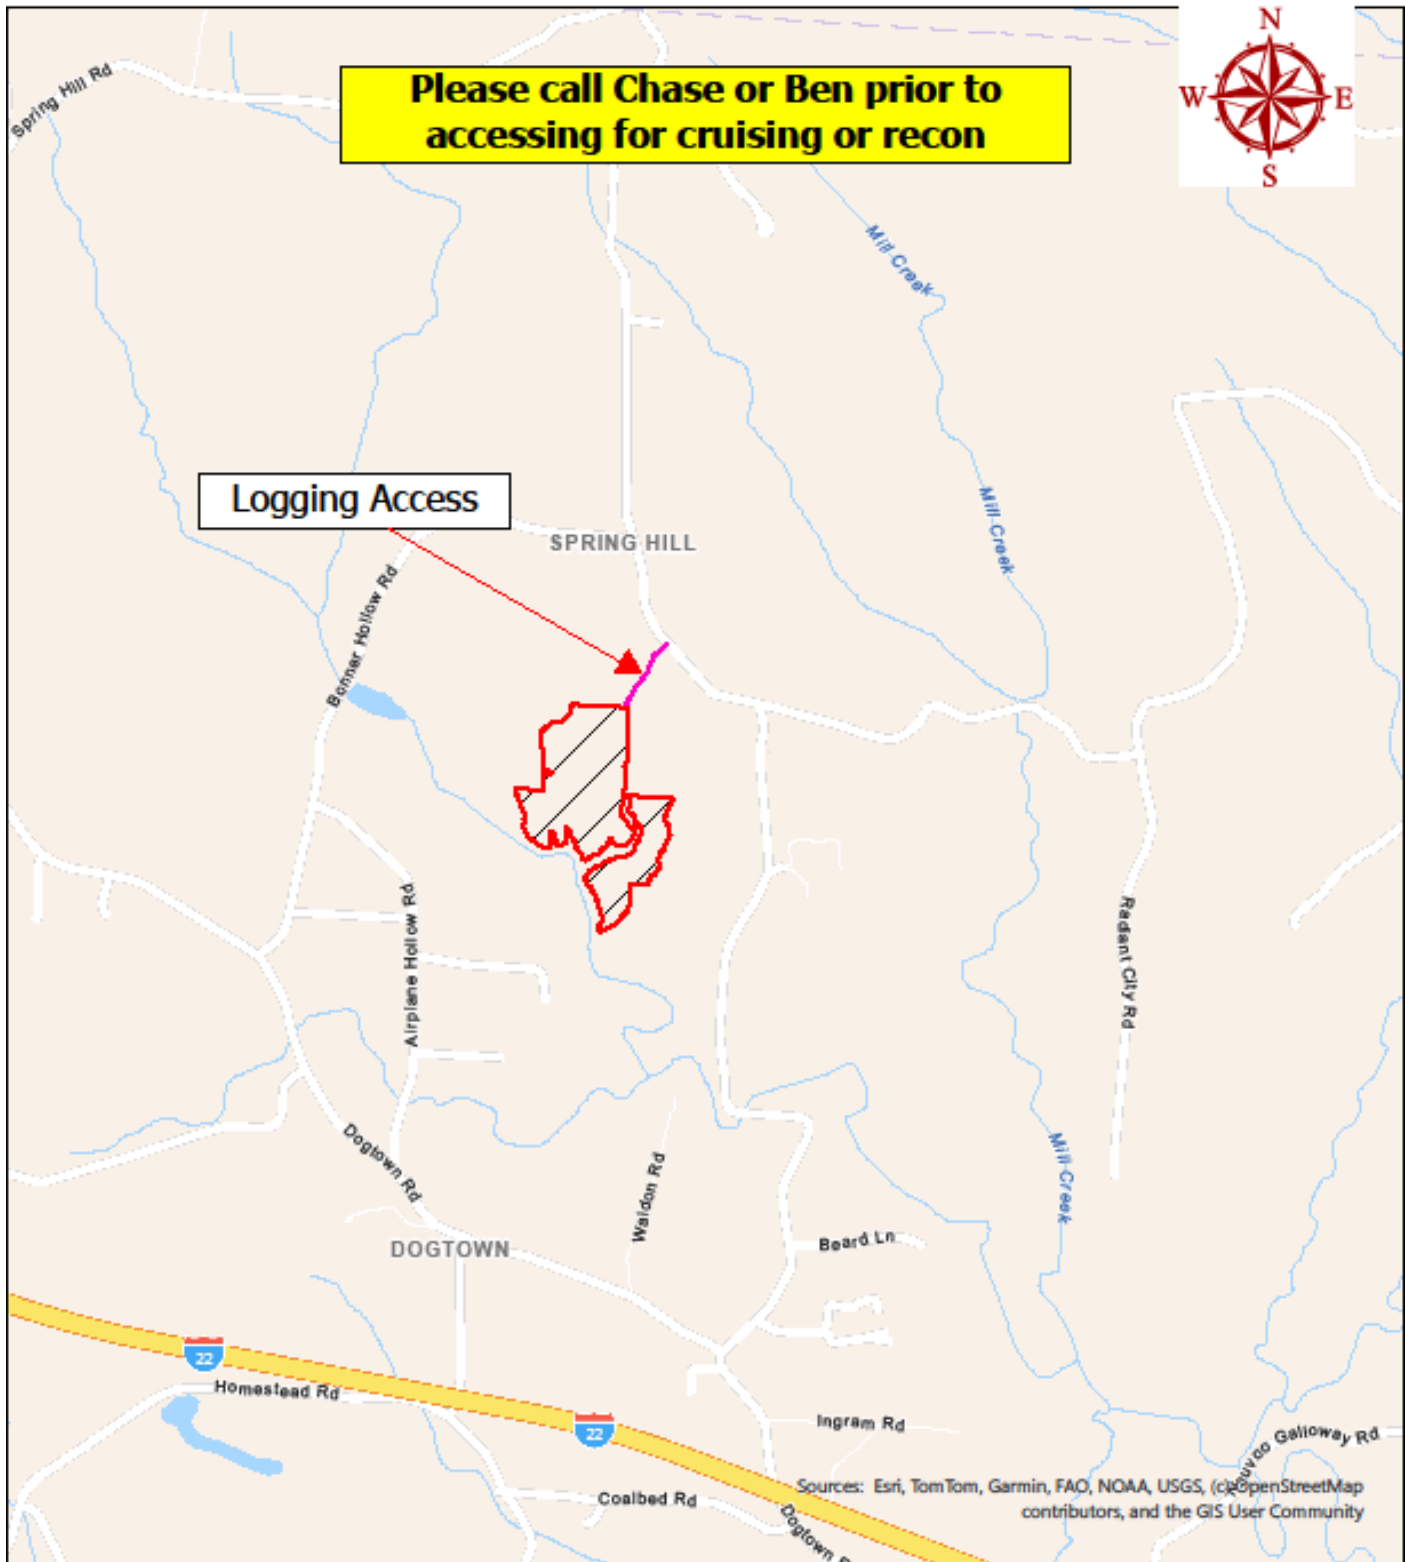 N
W E
S
Please call Chase or Ben prior to
accessing for cruising or recon
Spring Hill Rd
Mill Creek
Logging Access
SPRING HILL
Mill Creek
Bonner Hollow Rd
Airplane Hollow Rd
Radiant City Rd
Dogtown Rd
Waldon Rd
Mill Creek
DOGTOWN
Beard Ln
22
Homestead Rd
22
Ingram Rd
Galloway Rd
Coalbed Rd
Dogtown
Sources: Esri, TomTom, Garmin, FAO, NOAA, USGS, (c) OpenStreetMap
contributors, and the GIS User Community